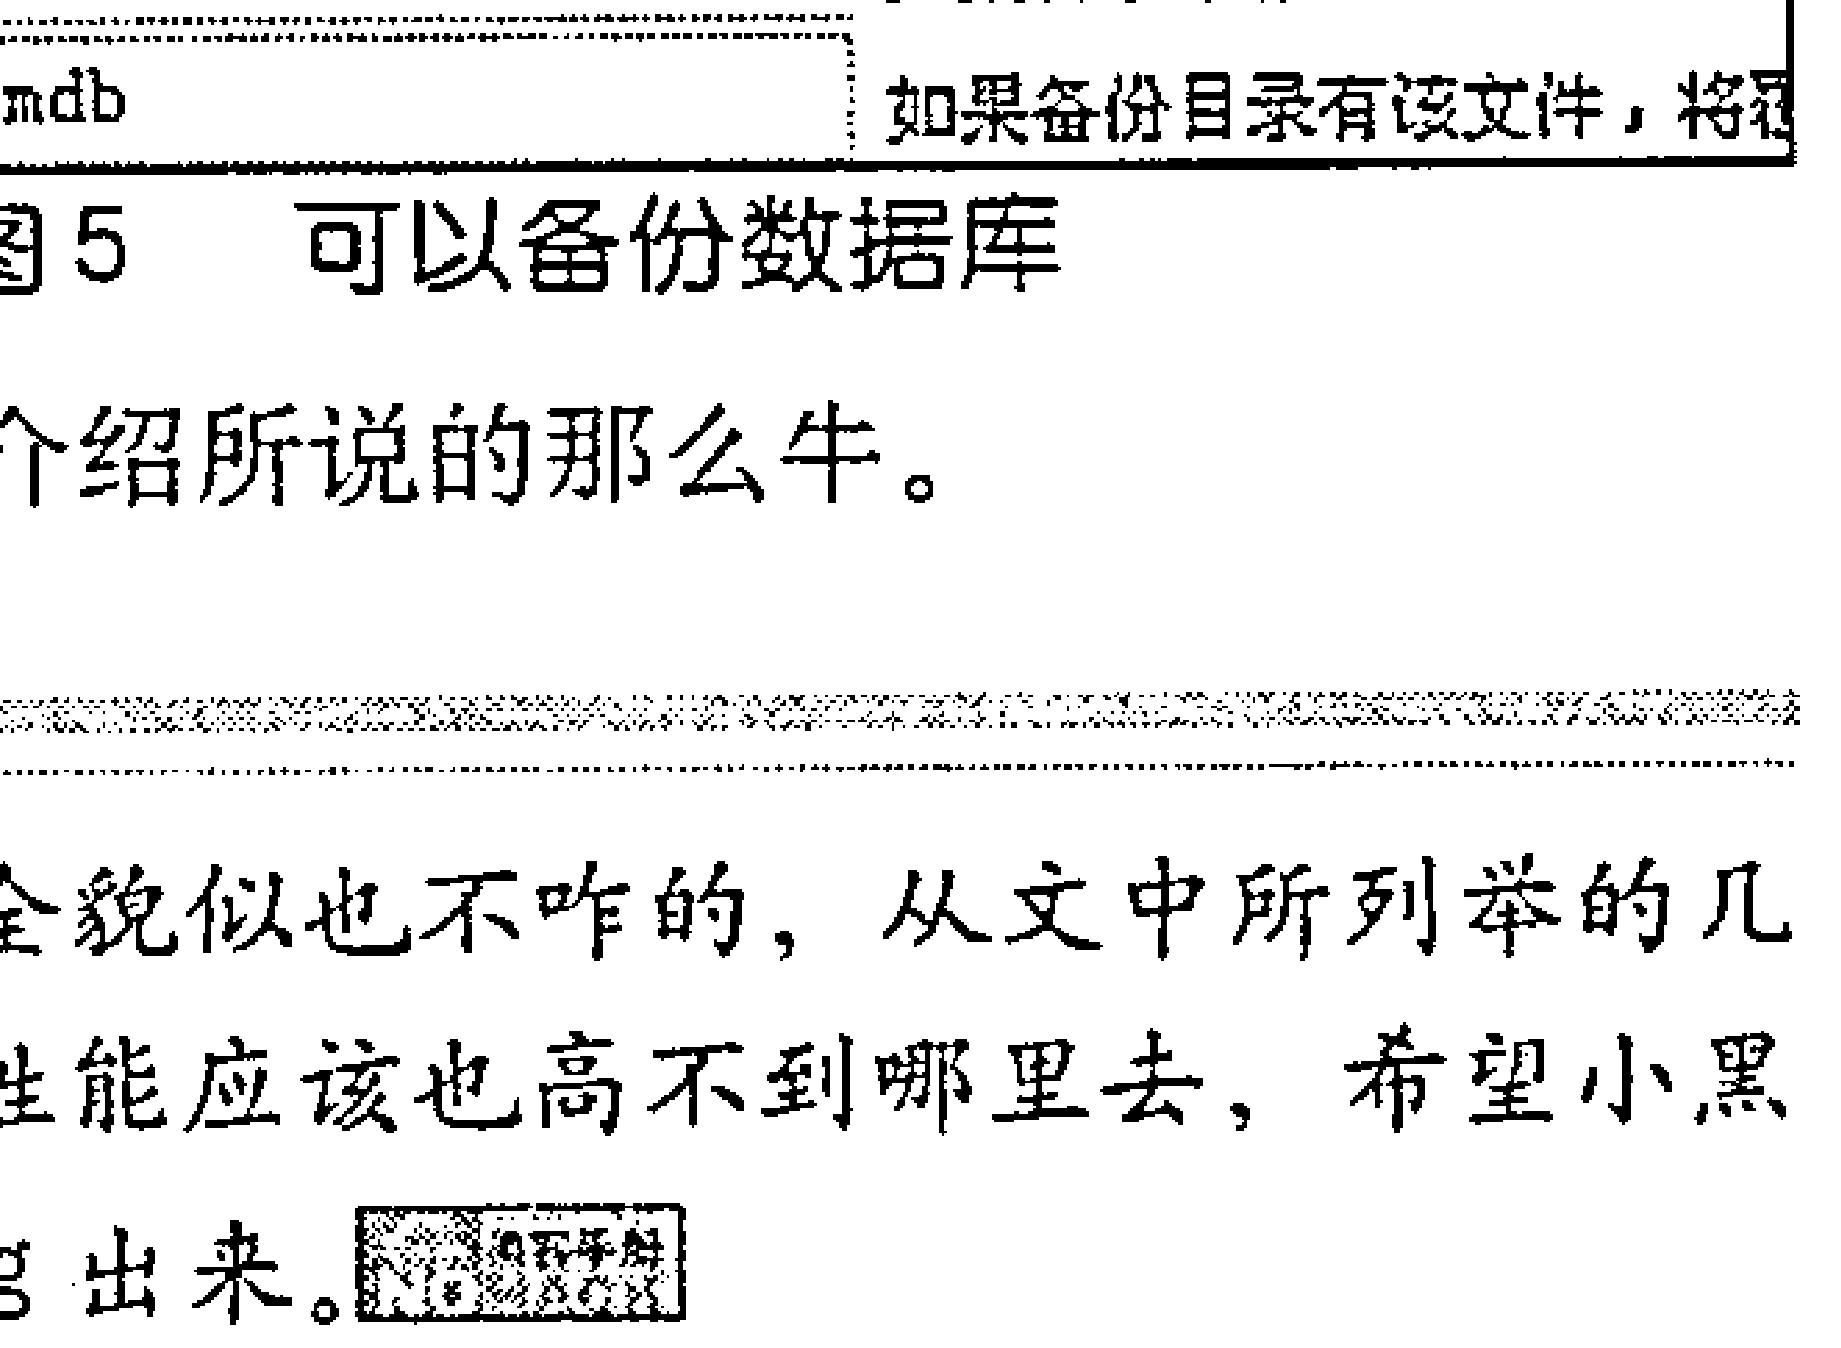 mdb 如果备份目录有该文件，将
图5 可以备份数据库
介绍所说的那么牛。
全貌似也不咋的，从文中所列举的几
性能应该也高不到哪里去，希望小黑
g 出来。